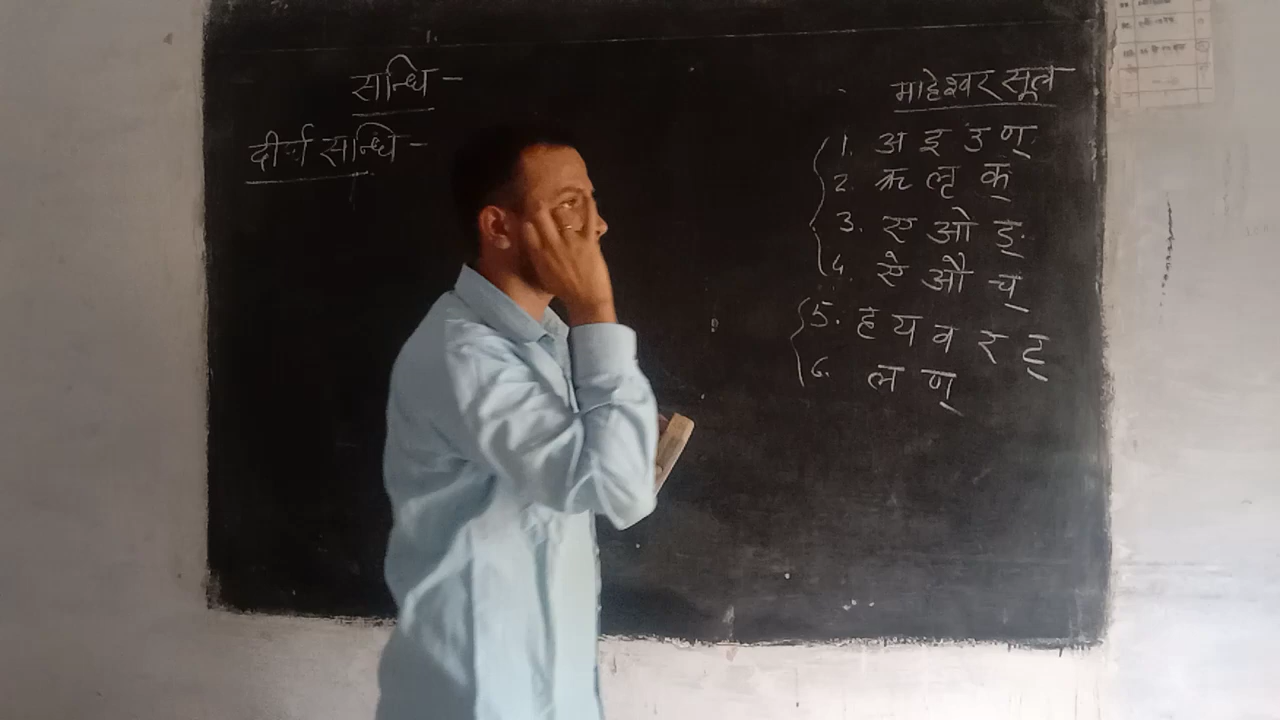 सन्धि -
दीर्घ सन्धि -
माहेश्वर सूत्र
1. अ इ उ ण्
2. ऋ लृ क्
3. ए ओ ङ्
4. ऐ औ च्
5. ह य व र ट्
6. ल ण्